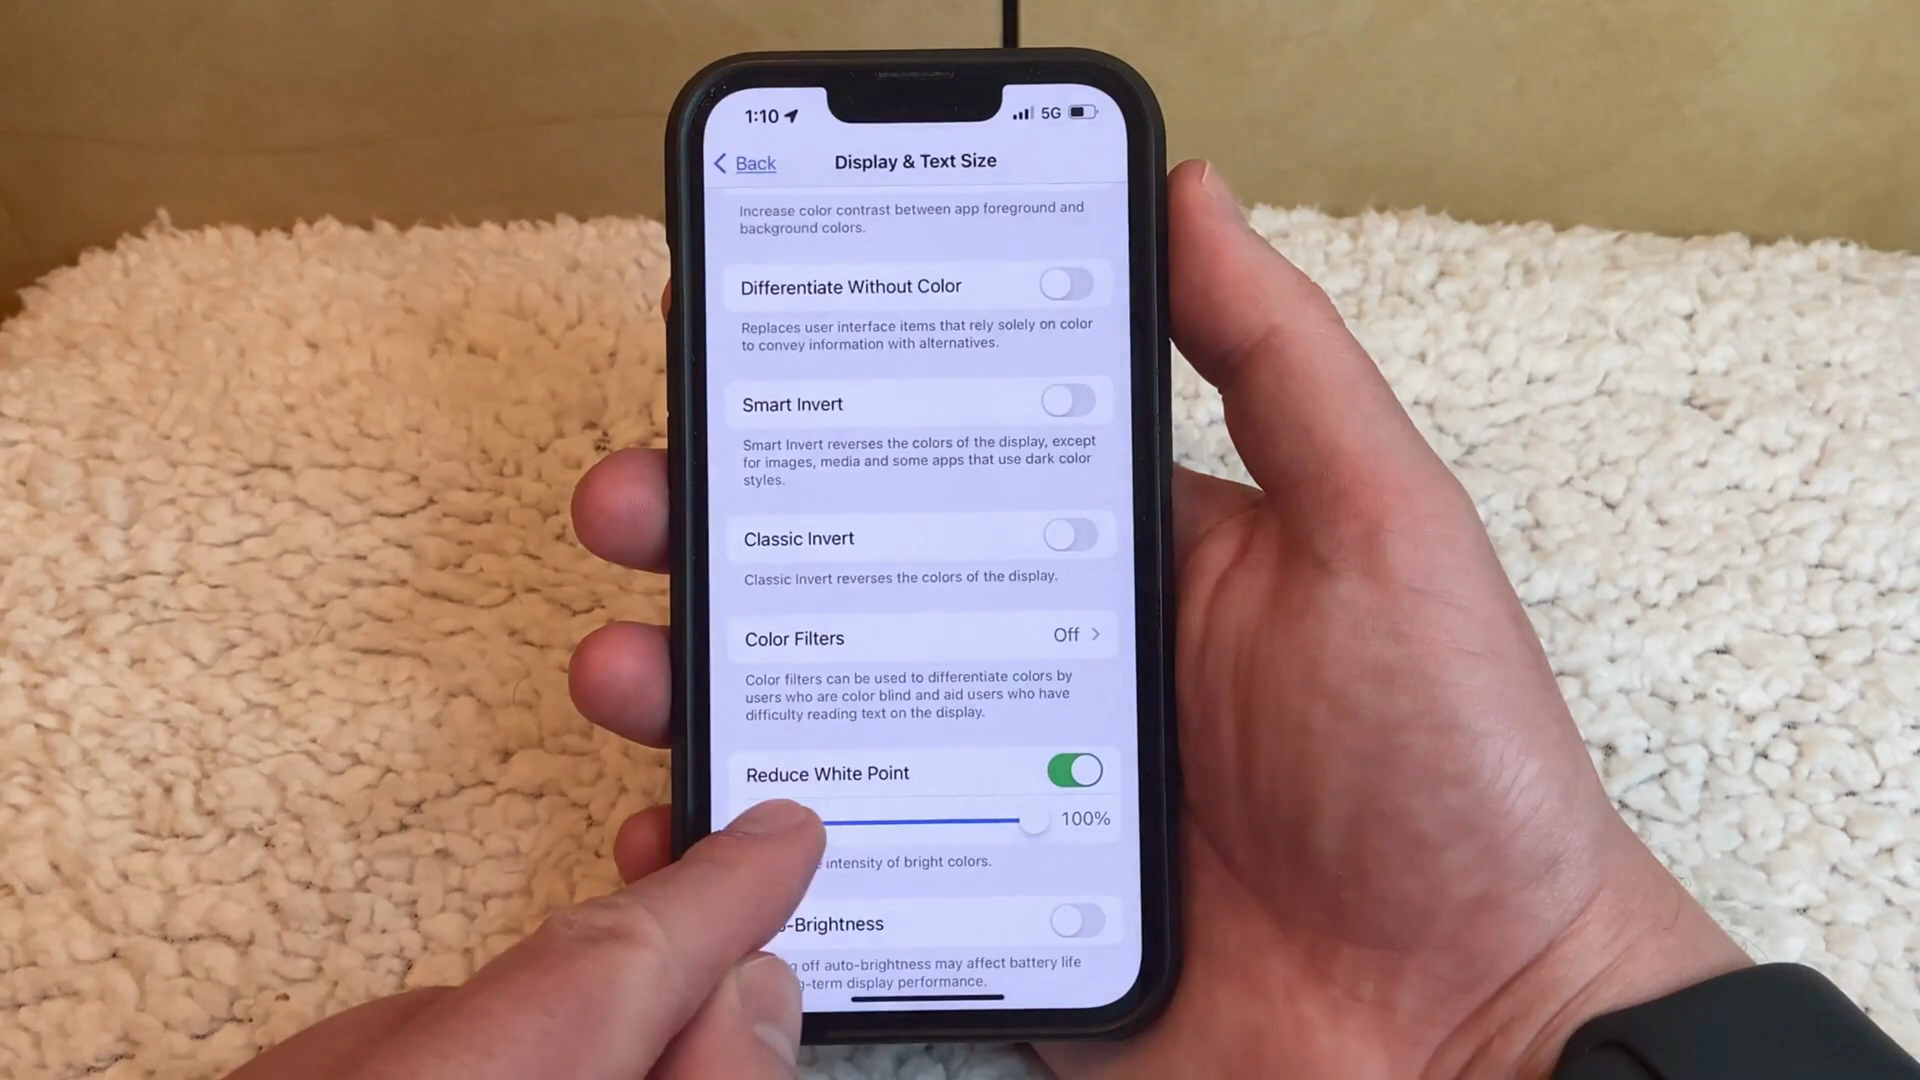 1:10 5G
Back Display & Text Size
Increase color contrast between app foreground and
background colors.
Differentiate Without Color
Replaces user interface items that rely solely on color
to convey information with alternatives.
Smart Invert
Smart Invert reverses the colors of the display, except
for images, media and some apps that use dark color
styles.
Classic Invert
Classic Invert reverses the colors of the display.
Color Filters Off
Color filters can be used to differentiate colors by
users who are color blind and aid users who have
difficulty reading text on the display.
Reduce White Point
100%
intensity of bright colors.
-Brightness
off auto-brightness may affect battery life
-term display performance.